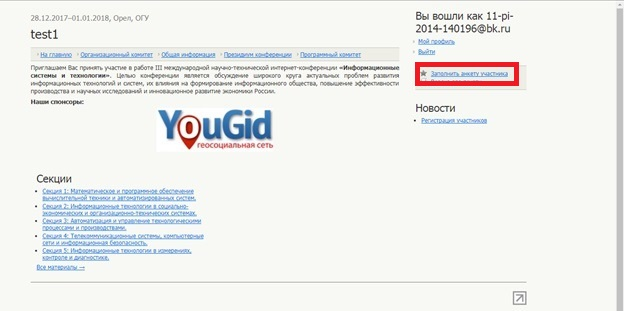 28.12.2017–01.01.2018, Орел, ОГУ
test1
На главную
Организационный комитет
Общая информация
Президиум конференции
Программный комитет
Приглашаем Вас принять участие в работе III международной научно-технической интернет-конференции «Информационные
системы и технологии». Целью конференции является обсуждение широкого круга актуальных проблем развития
информационных технологий и систем, их влияния на формирование информационного общества, повышение эффективности
производства и научных исследований и инновационное развитие экономики России.
Наши спонсоры:
YouGid
геосоциальная сеть
Секции
Секция 1: Математическое и программное обеспечение
вычислительной техники и автоматизированных систем.
Секция 2: Информационные технологии в социально-
экономических и организационно-технических системах.
Секция 3: Автоматизация и управление технологическими
процессами и производствами.
Секция 4: Телекоммуникационные системы, компьютерные
сети и информационная безопасность.
Секция 5: Информационные технологии в измерениях,
контроле и диагностике.
Все материалы →
Вы вошли как 11-pi-
2014-140196@bk.ru
Мой профиль
Выйти
Заполнить анкету участника
Новости
Регистрация участников